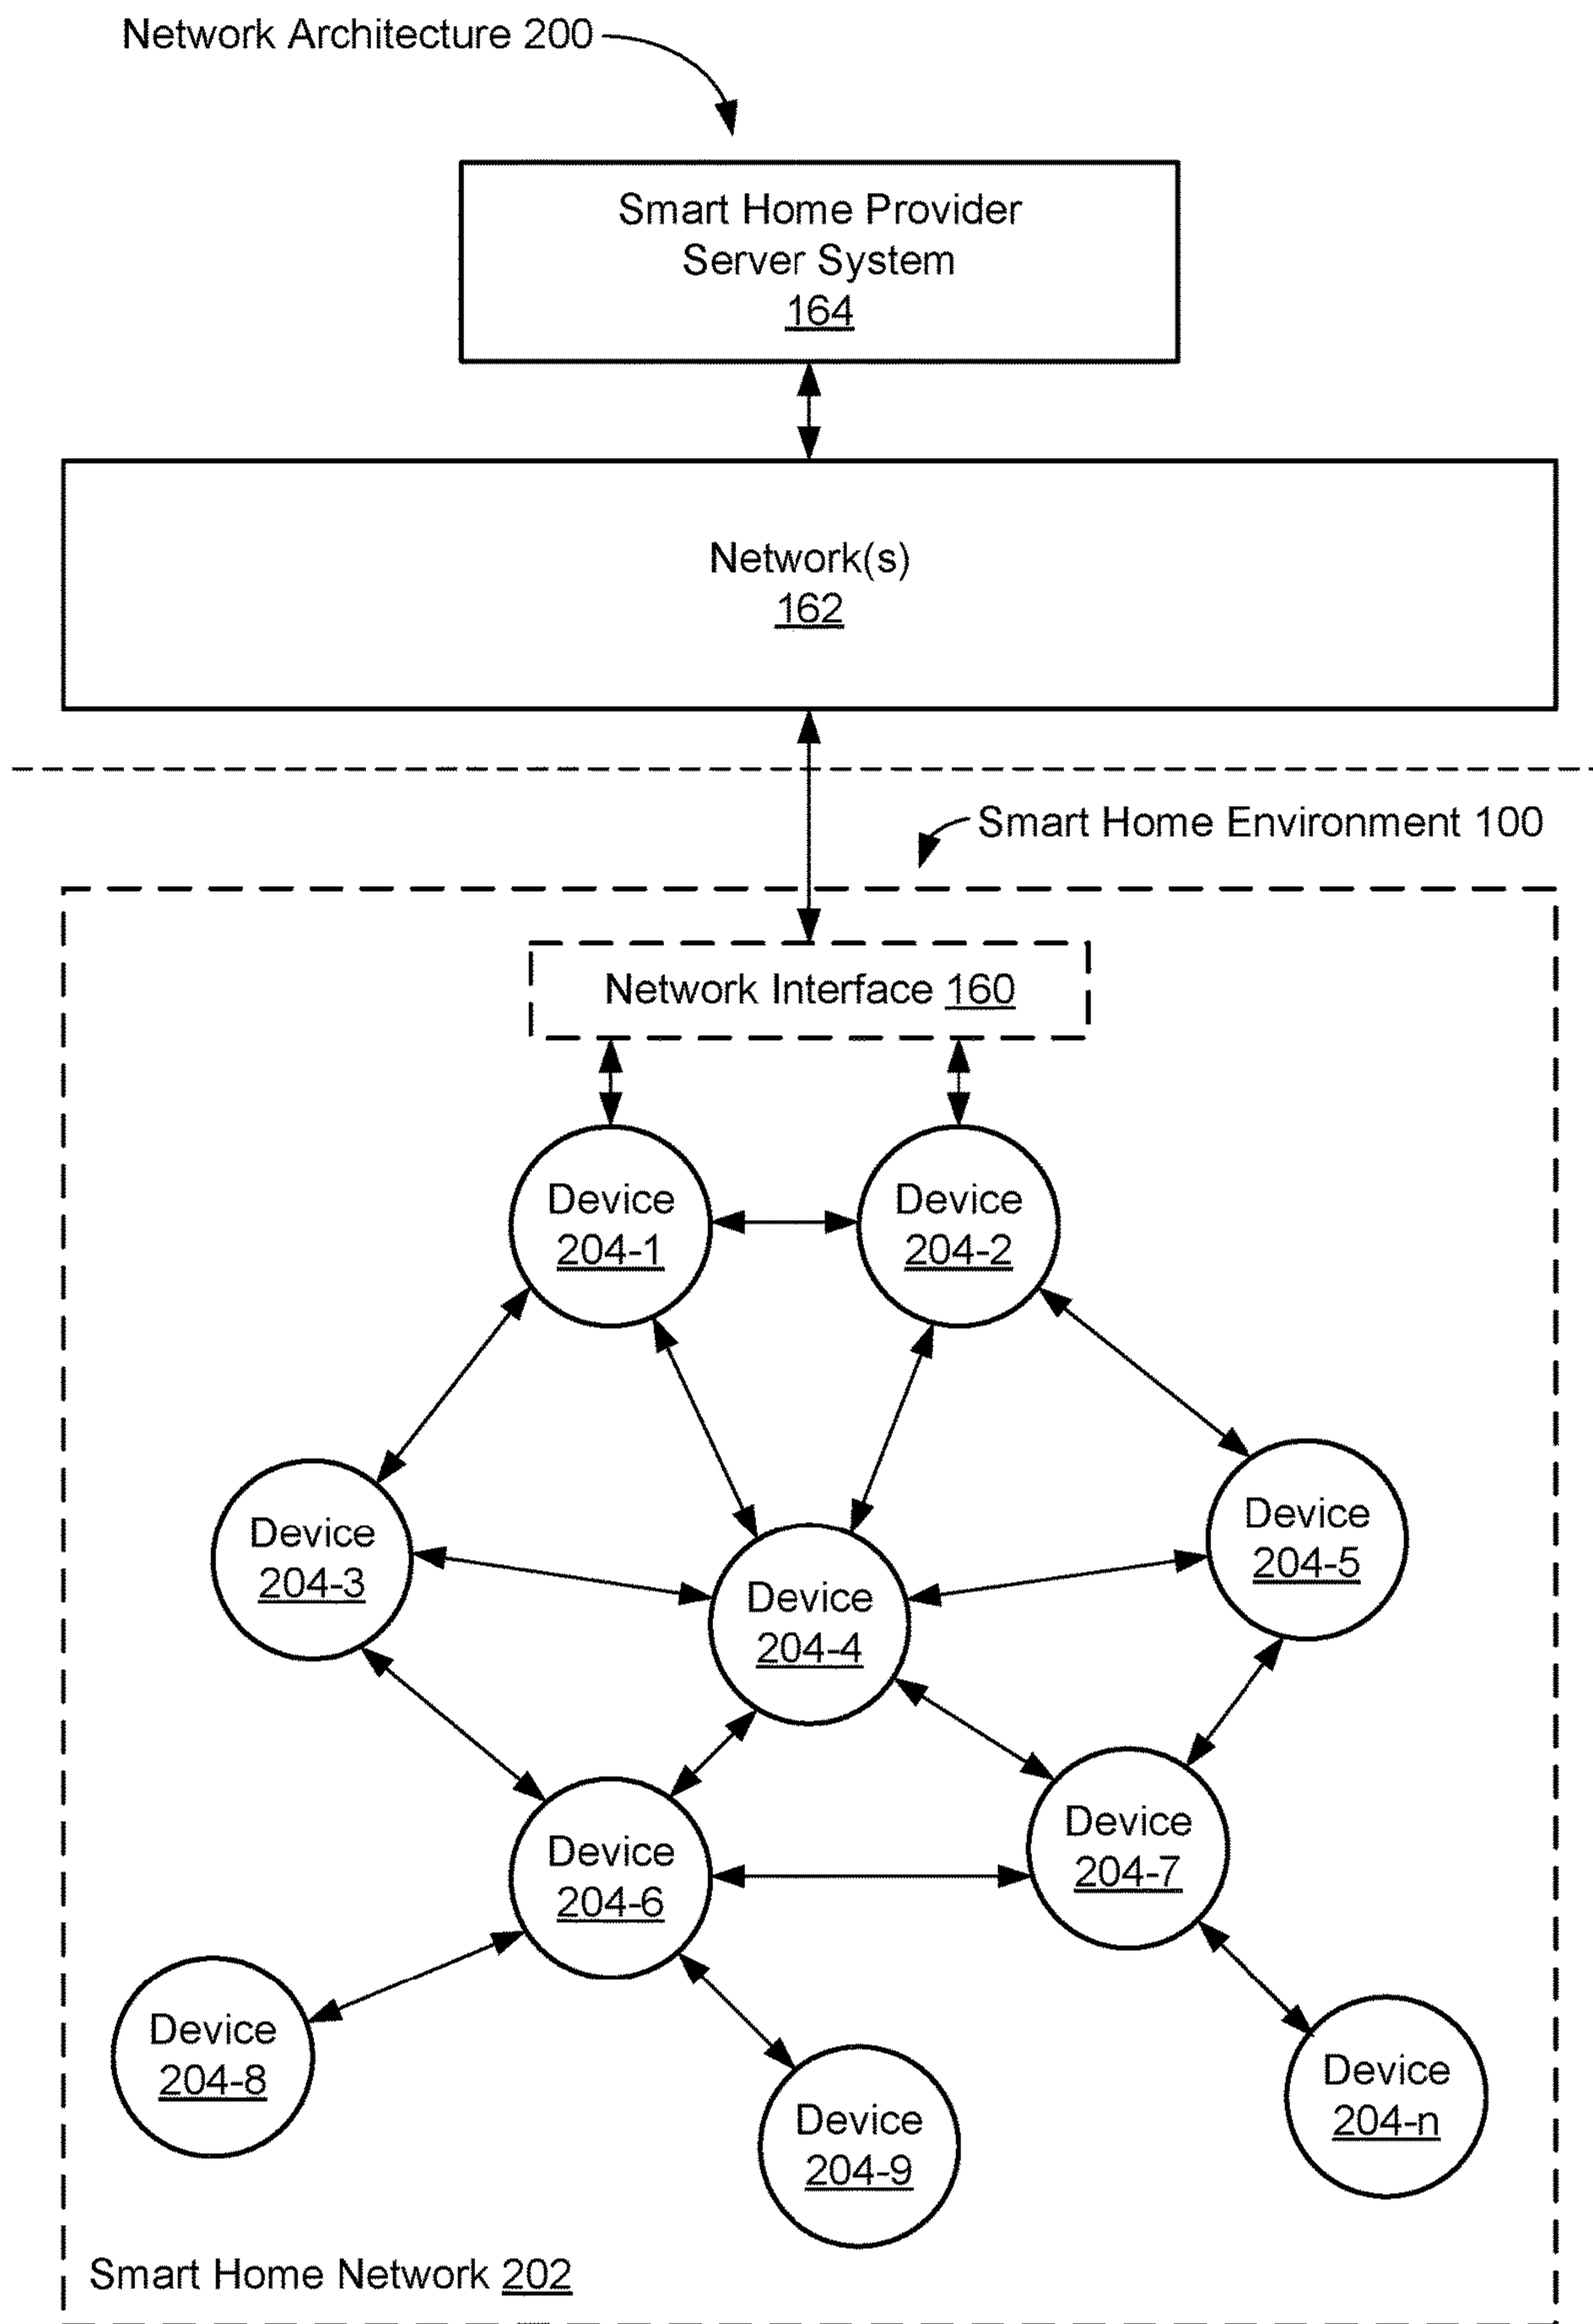 Network Architecture 200
Smart Home Provider
Server System
164
Network(s)
162
Smart Home Environment 100
Network Interface 160
Device
204-1
Device
204-2
Device
204-3
Device
204-4
Device
204-5
Device
204-6
Device
204-7
Device
204-8
Device
204-9
Device
204-n
Smart Home Network 202